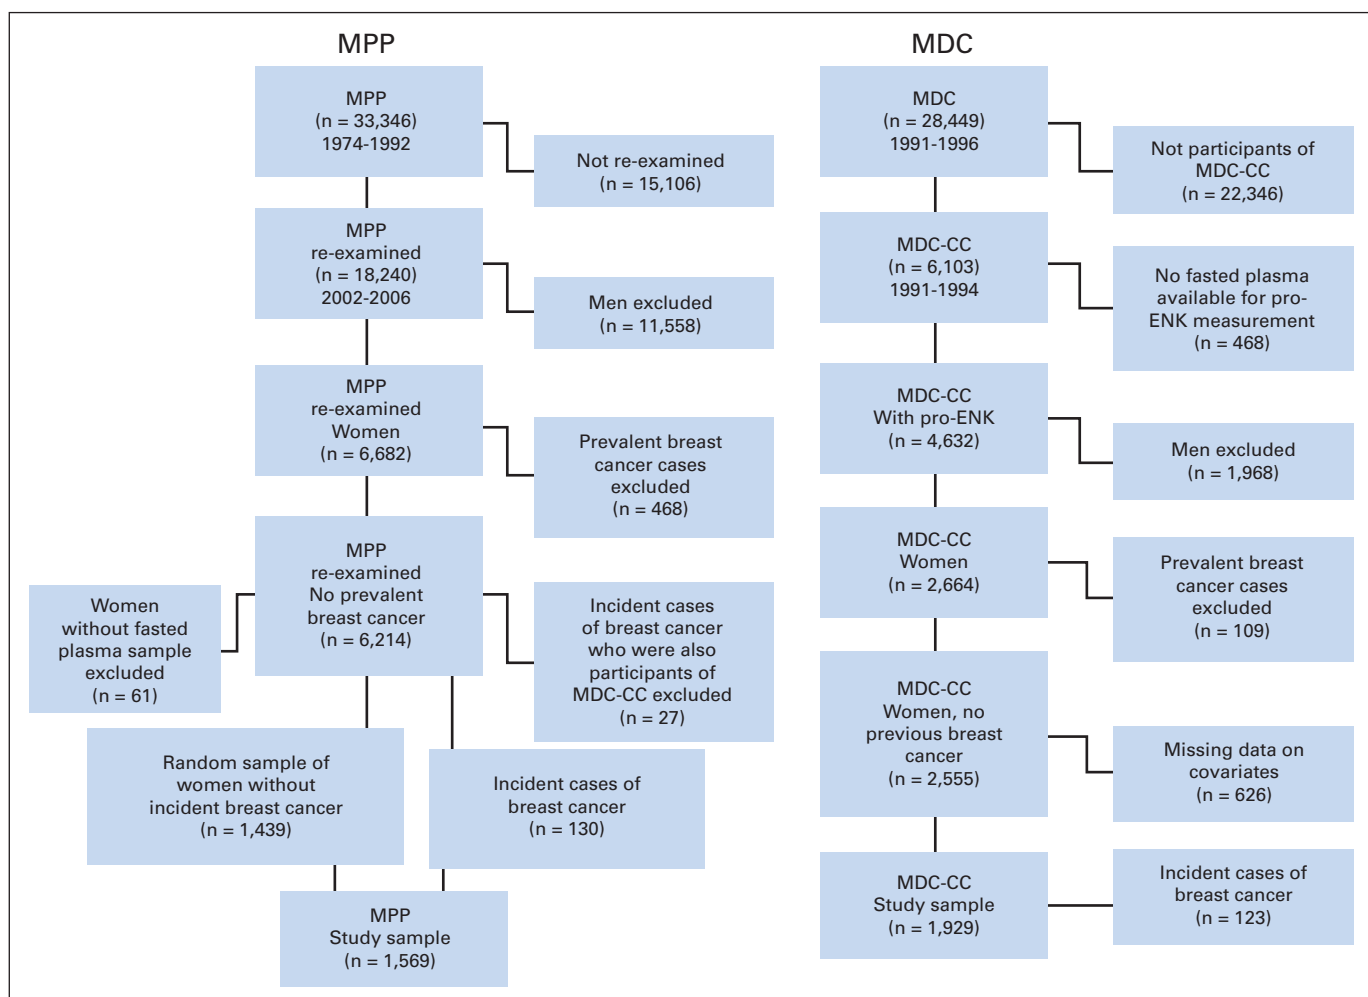 MPP
MPP
(n = 33,346)
1974-1992
Not re-examined
(n = 15,106)
MPP
re-examined
(n = 18,240)
2002-2006
Men excluded
(n = 11,558)
MPP
re-examined
Women
(n = 6,682)
Prevalent breast
cancer cases
excluded
(n = 468)
MPP
re-examined
No prevalent
breast cancer
(n = 6,214)
Women
without fasted
plasma sample
excluded
(n = 61)
Incident cases
of breast cancer
who were also
participants of
MDC-CC excluded
(n = 27)
Random sample of
women without
incident breast cancer
(n = 1,439)
Incident cases of
breast cancer
(n = 130)
MPP
Study sample
(n = 1,569)
MDC
MDC
(n = 28,449)
1991-1996
Not participants of
MDC-CC
(n = 22,346)
MDC-CC
(n = 6,103)
1991-1994
No fasted plasma
available for pro-
ENK measurement
(n = 468)
MDC-CC
With pro-ENK
(n = 4,632)
Men excluded
(n = 1,968)
MDC-CC
Women
(n = 2,664)
Prevalent breast
cancer cases
excluded
(n = 109)
MDC-CC
Women, no
previous breast
cancer
(n = 2,555)
Missing data on
covariates
(n = 626)
MDC-CC
Study sample
(n = 1,929)
Incident cases of
breast cancer
(n = 123)